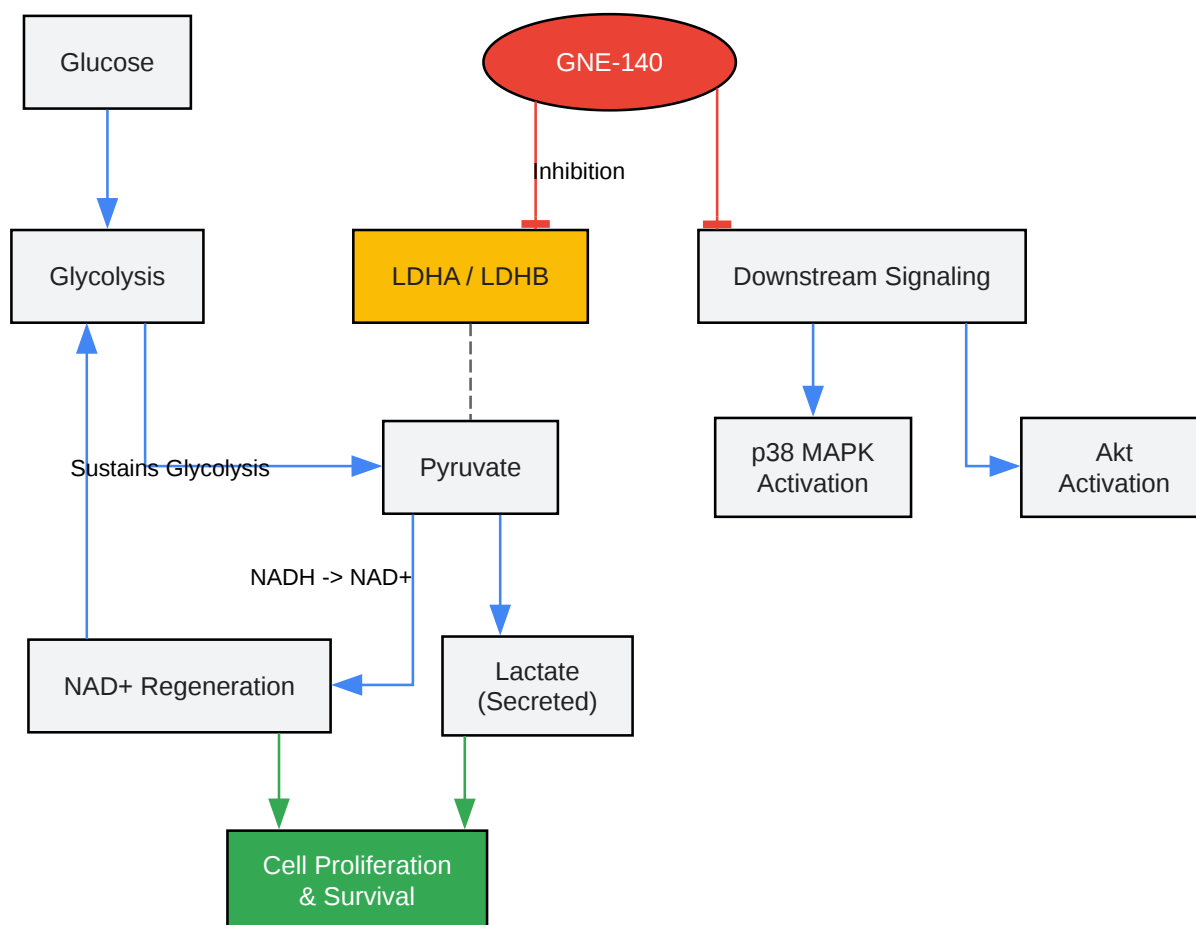 Glucose
GNE-140
Inhibition
Glycolysis
LDHA / LDHB
Downstream Signaling
Sustains Glycolysis
Pyruvate
p38 MAPK
Activation
Akt
Activation
NADH -> NAD+
NAD+ Regeneration
Lactate
(Secreted)
Cell Proliferation
& Survival